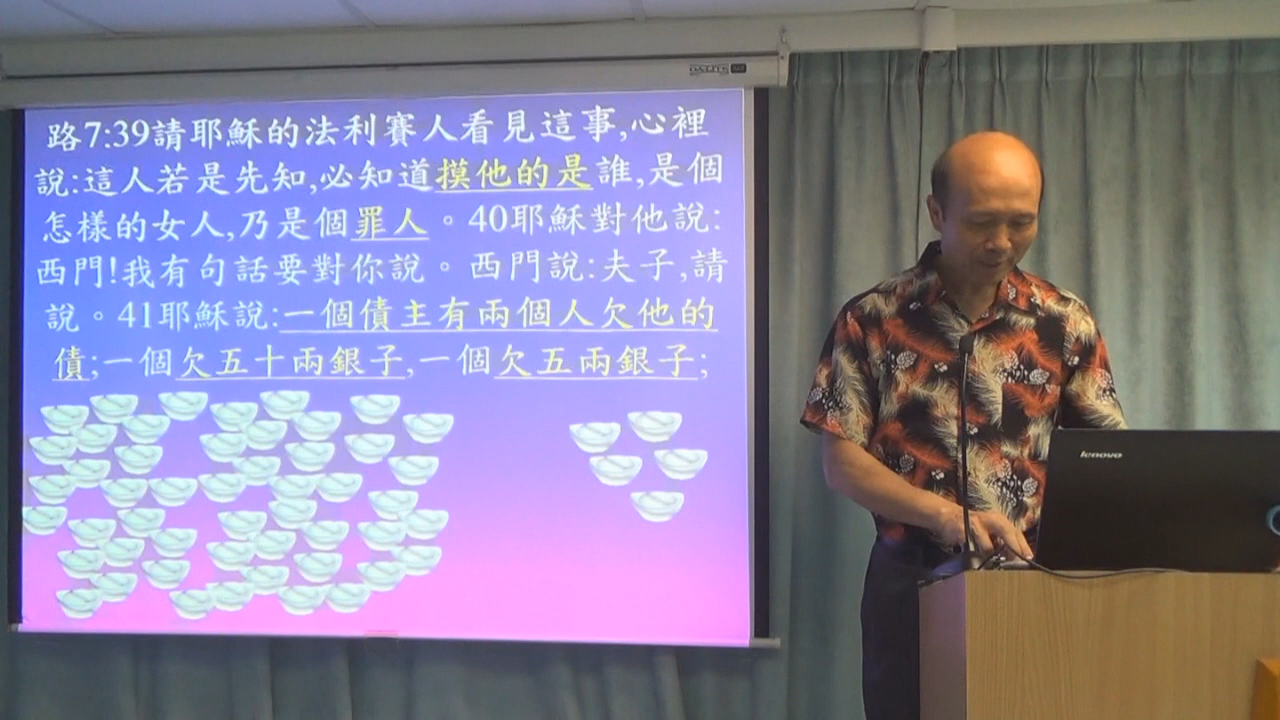 DA-LITE
路7:39請耶穌的法利賽人看見這事,心裡
說:這人若是先知,必知道摸他的是誰,是個
怎樣的女人,乃是個罪人。40耶穌對他說:
西門!我有句話要對你說。西門說:夫子,請
說。41耶穌說:一個債主有兩個人欠他的
債;一個欠五十兩銀子,一個欠五兩銀子;
lenovo